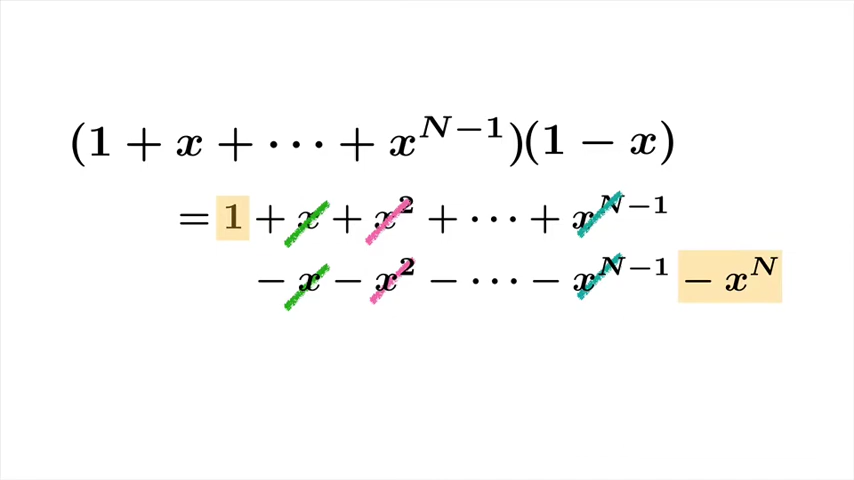 (1 + x + ⋯ + x^{N−1})(1 − x)
= 1 + x + x^2 + ⋯ + x^{N−1}
− x − x^2 − ⋯ − x^{N−1} − x^N